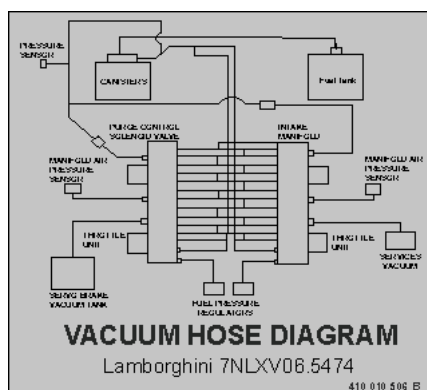 PRESSURE
SENSOR
CANISTERS
Fuel Tank
PURGE CONTROL
SOLENOID VALVE
INTAKE
MANIFOLD
MANIFOLD AIR
PRESSURE
SENSOR
MANIFOLD AIR
PRESSURE
SENSOR
THROTTLE
UNIT
THROTTLE
UNIT
SERVO BRAKE
VACUUM TANK
SERVICES
VACUUM
FUEL PRESSURE
REGULATORS
VACUUM HOSE DIAGRAM
Lamborghini 7NLXV06.5474
410 010 506 B